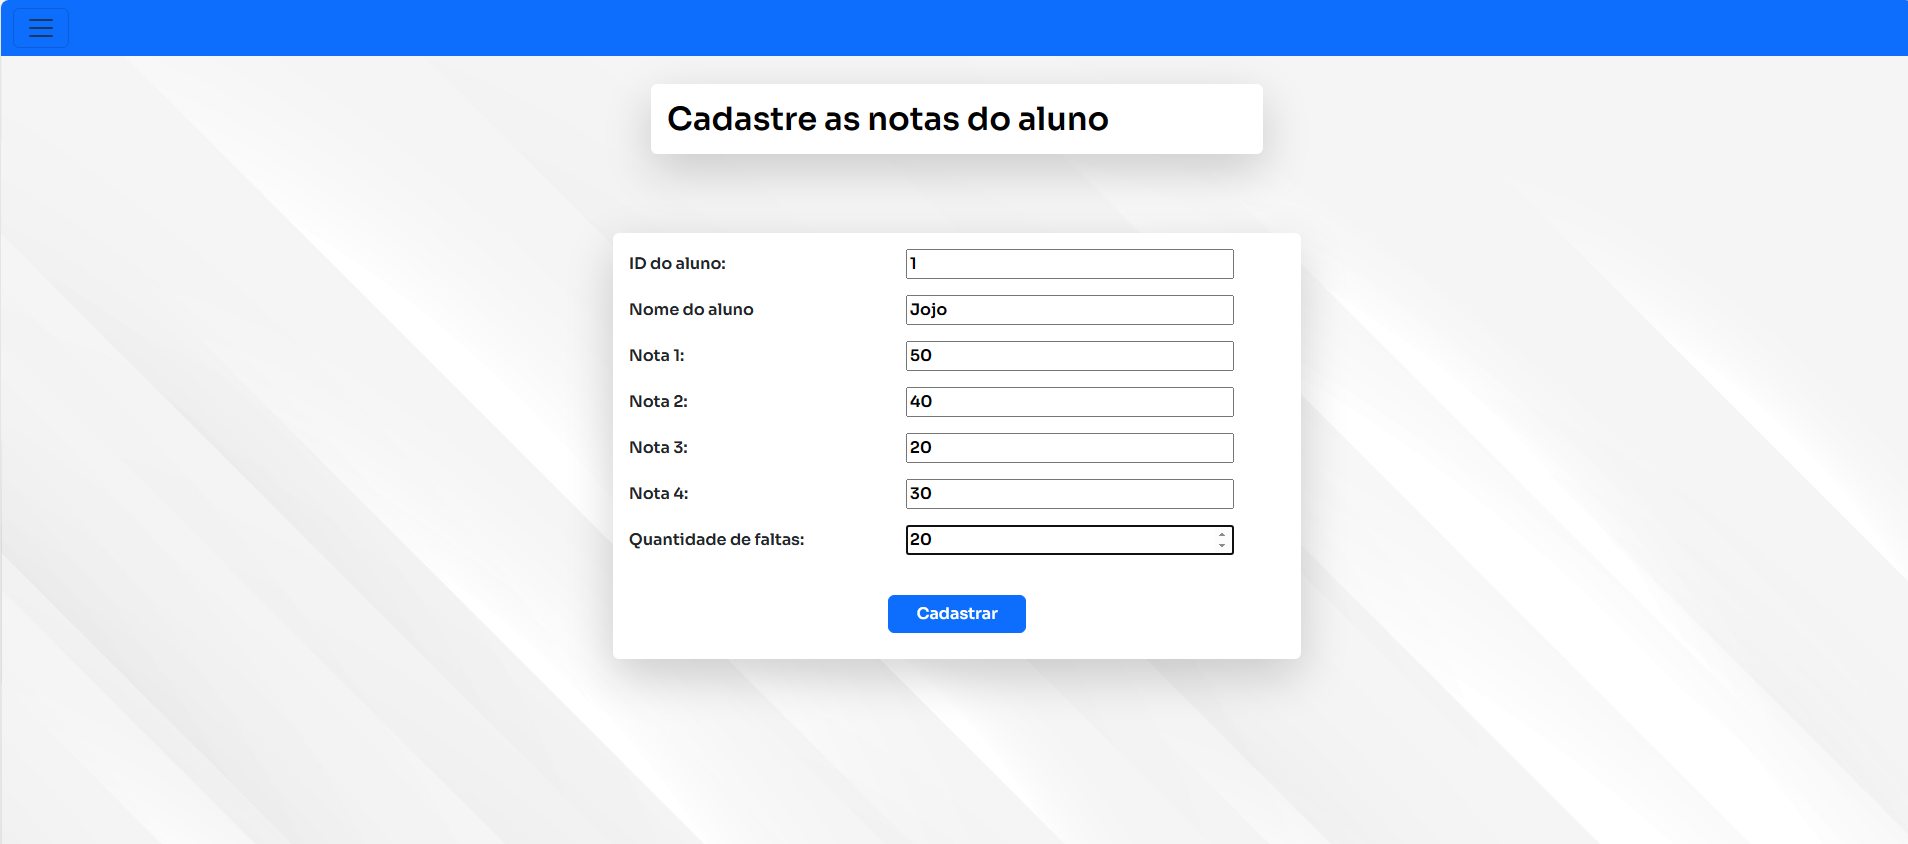 Cadastre as notas do aluno
ID do aluno: 1
Nome do aluno Jojo
Nota 1: 50
Nota 2: 40
Nota 3: 20
Nota 4: 30
Quantidade de faltas: 20
Cadastrar